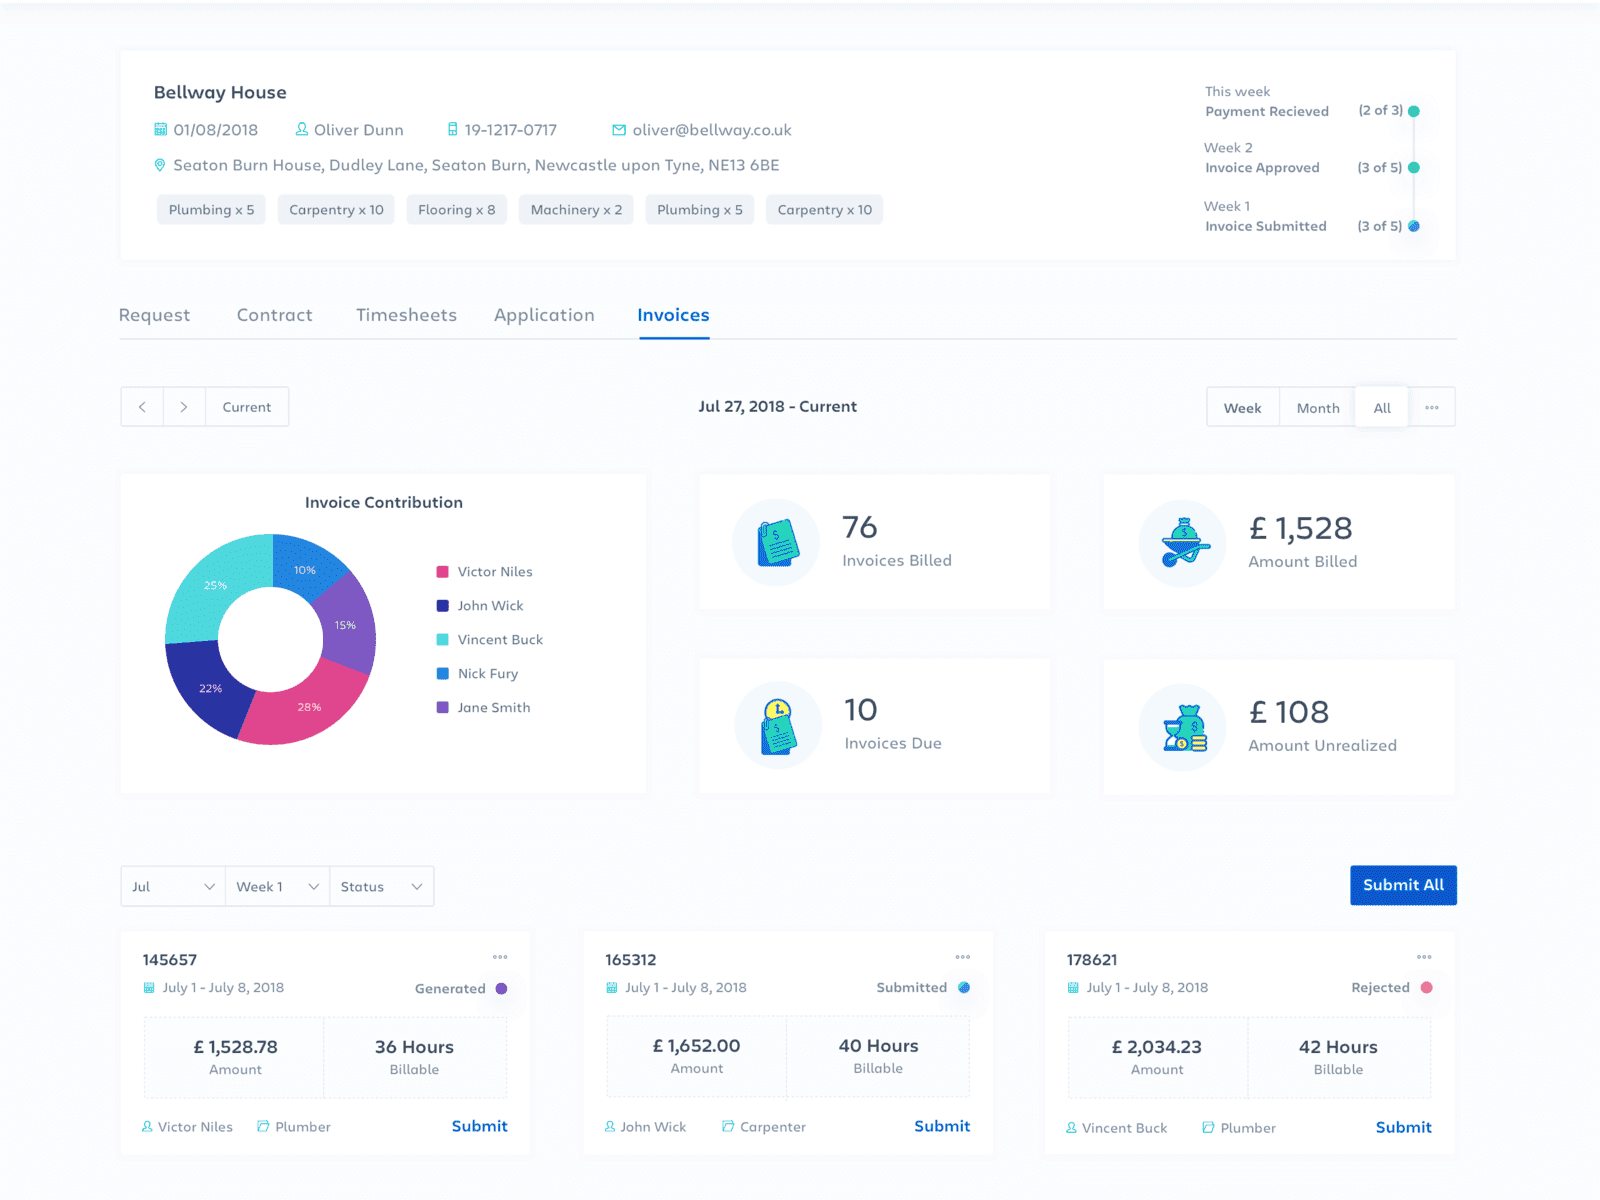 Bellway House
01/08/2018 Oliver Dunn 19-1217-0717 oliver@bellway.co.uk
Seaton Burn House, Dudley Lane, Seaton Burn, Newcastle upon Tyne, NE13 6BE
Plumbing x 5 Carpentry x 10 Flooring x 8 Machinery x 2 Plumbing x 5 Carpentry x 10
This week
Payment Recieved (2 of 3)
Week 2
Invoice Approved (3 of 5)
Week 1
Invoice Submitted (3 of 5)
Request Contract Timesheets Application Invoices
Current Jul 27, 2018 - Current Week Month All
Invoice Contribution
10%
25%
15%
22%
28%
Victor Niles
John Wick
Vincent Buck
Nick Fury
Jane Smith
76
Invoices Billed
£ 1,528
Amount Billed
10
Invoices Due
£ 108
Amount Unrealized
Jul Week 1 Status Submit All
145657
July 1 - July 8, 2018 Generated
£ 1,528.78 36 Hours
Amount Billable
Victor Niles Plumber Submit
165312
July 1 - July 8, 2018 Submitted
£ 1,652.00 40 Hours
Amount Billable
John Wick Carpenter Submit
178621
July 1 - July 8, 2018 Rejected
£ 2,034.23 42 Hours
Amount Billable
Vincent Buck Plumber Submit